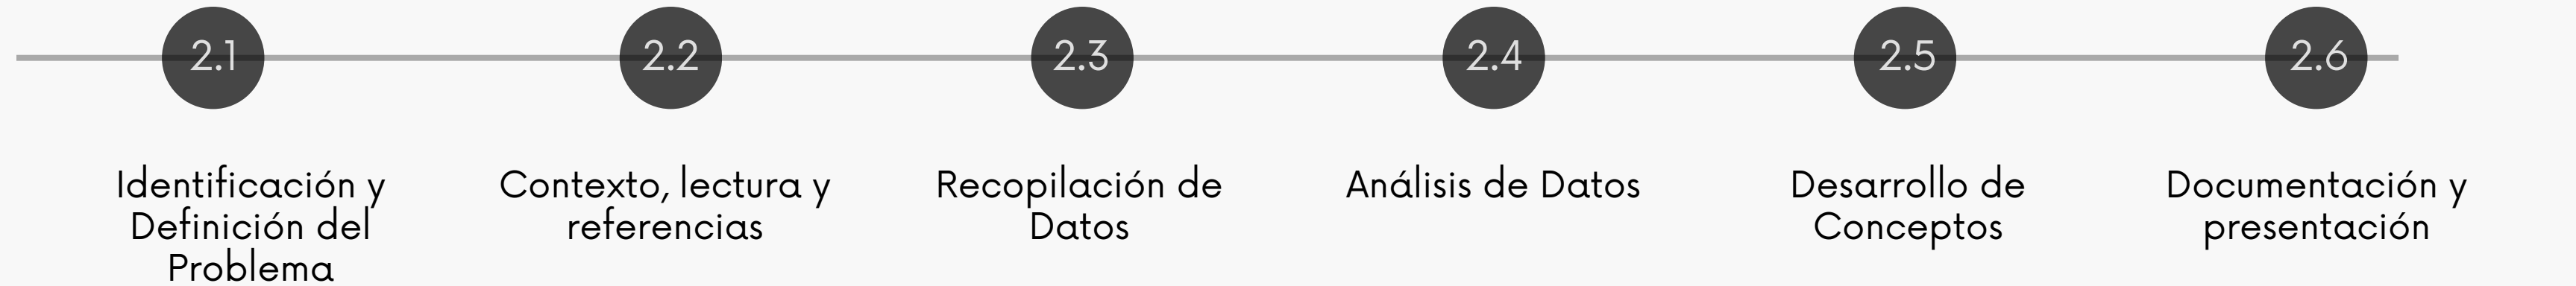 2.1
Identificación y
Definición del
Problema
2.2
Contexto, lectura y
referencias
2.3
Recopilación de
Datos
2.4
Análisis de Datos
2.5
Desarrollo de
Conceptos
2.6
Documentación y
presentación